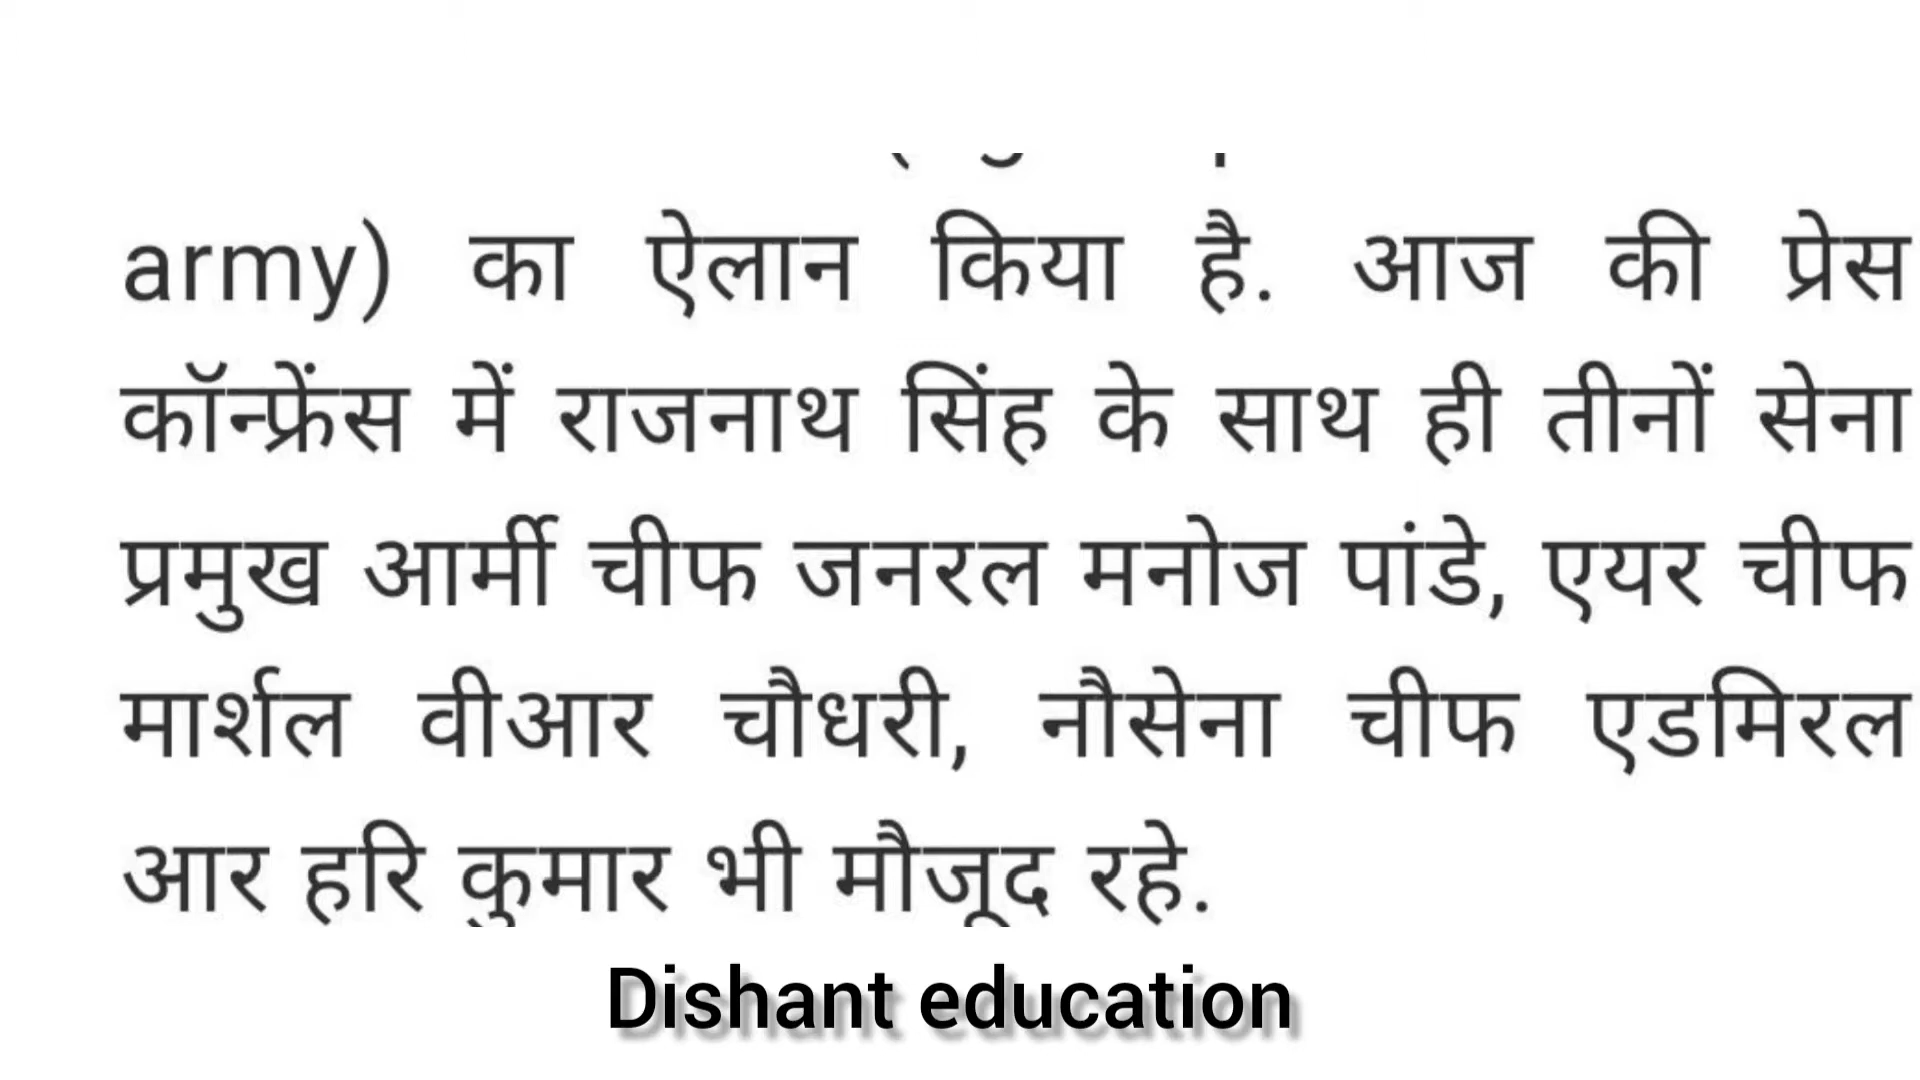 army) का ऐलान किया है. आज की प्रेस
कॉन्फ्रेंस में राजनाथ सिंह के साथ ही तीनों सेना
प्रमुख आर्मी चीफ जनरल मनोज पांडे, एयर चीफ
मार्शल वीआर चौधरी, नौसेना चीफ एडमिरल
आर हरि कुमार भी मौजूद रहे.
Dishant education